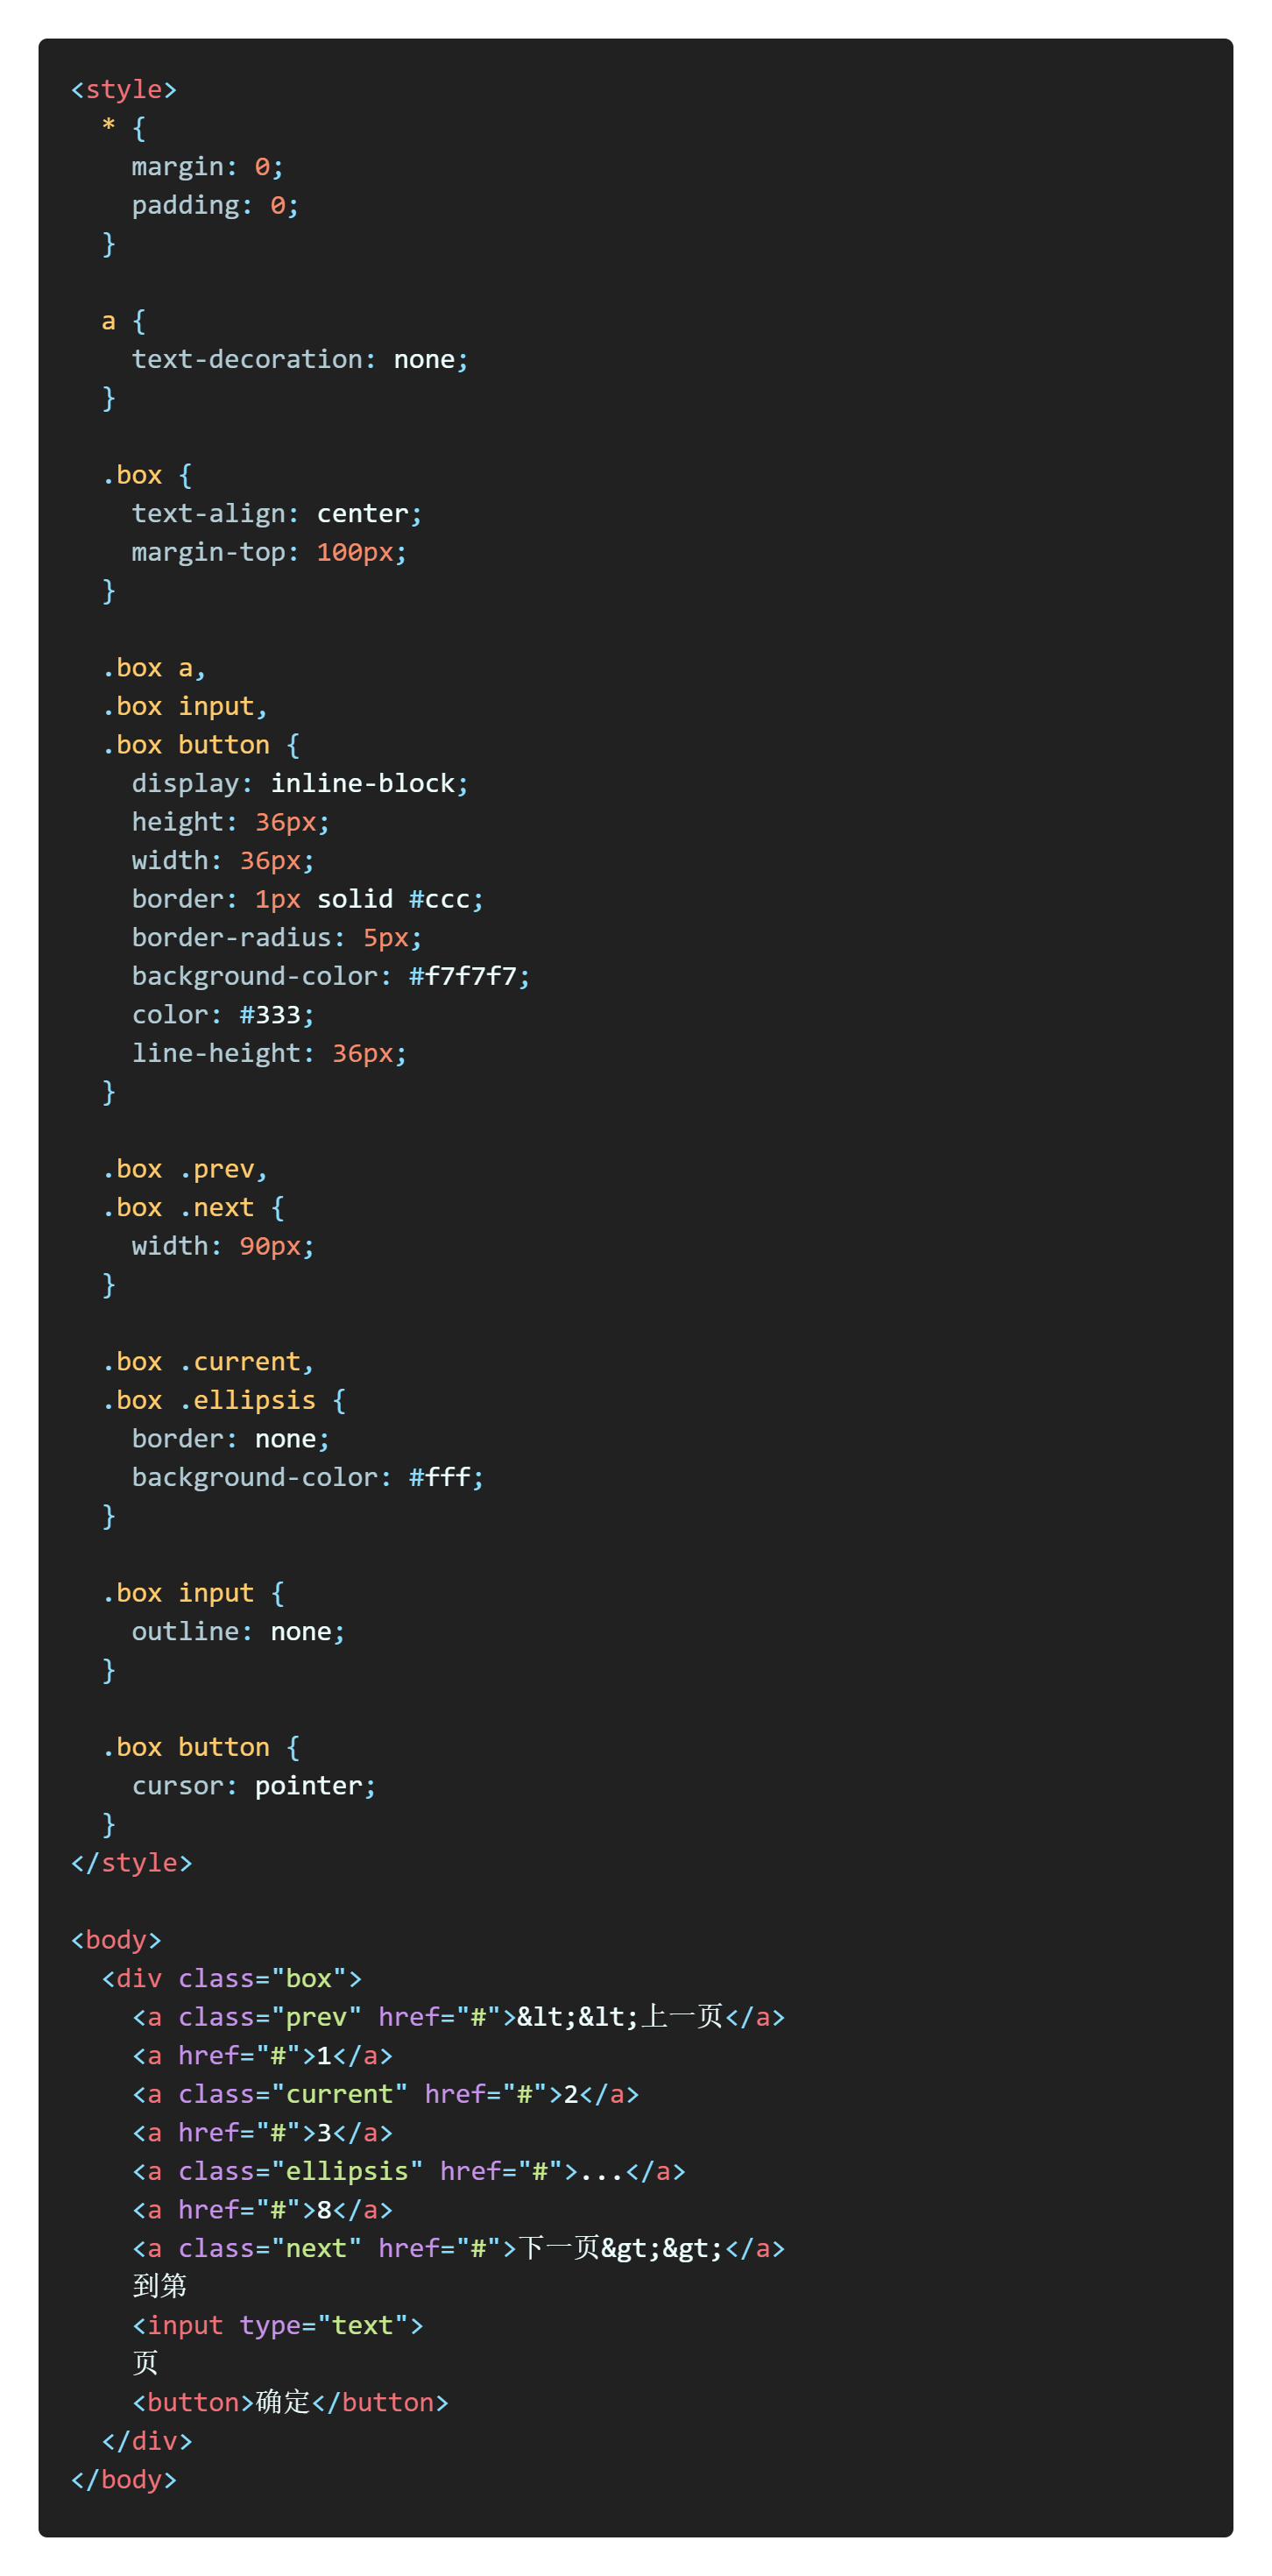 <style>
  * {
    margin: 0;
    padding: 0;
  }

  a {
    text-decoration: none;
  }

  .box {
    text-align: center;
    margin-top: 100px;
  }

  .box a,
  .box input,
  .box button {
    display: inline-block;
    height: 36px;
    width: 36px;
    border: 1px solid #ccc;
    border-radius: 5px;
    background-color: #f7f7f7;
    color: #333;
    line-height: 36px;
  }

  .box .prev,
  .box .next {
    width: 90px;
  }

  .box .current,
  .box .ellipsis {
    border: none;
    background-color: #fff;
  }

  .box input {
    outline: none;
  }

  .box button {
    cursor: pointer;
  }
</style>

<body>
  <div class="box">
    <a class="prev" href="#">&lt;&lt;上一页</a>
    <a href="#">1</a>
    <a class="current" href="#">2</a>
    <a href="#">3</a>
    <a class="ellipsis" href="#">...</a>
    <a href="#">8</a>
    <a class="next" href="#">下一页&gt;&gt;</a>
    到第
    <input type="text">
    页
    <button>确定</button>
  </div>
</body>